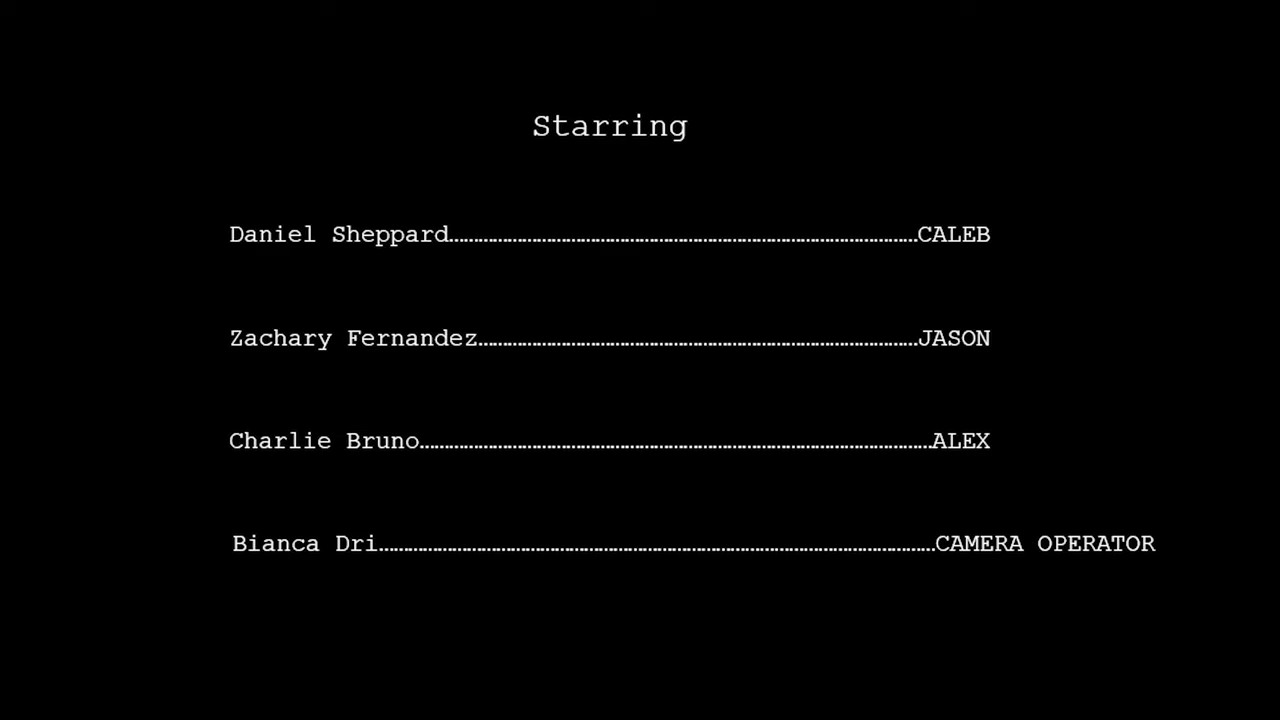 Starring
Daniel Sheppard……………………………………………………………………………………CALEB
Zachary Fernandez………………………………………………………………………………JASON
Charlie Bruno……………………………………………………………………………………………ALEX
Bianca Dri…………………………………………………………………………………………………CAMERA OPERATOR